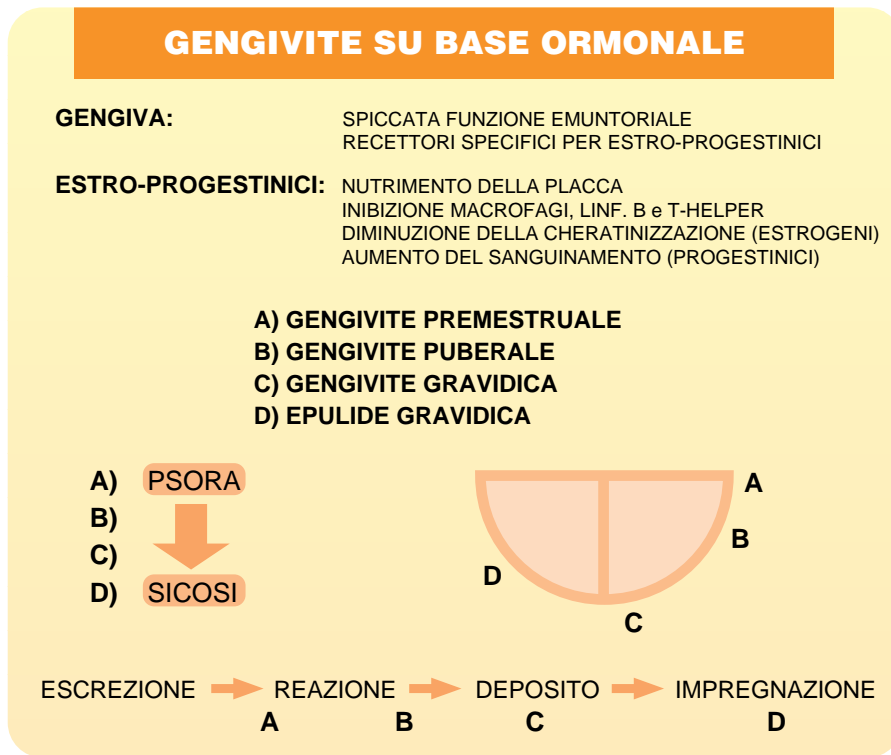 GENGIVITE SU BASE ORMONALE
GENGIVA: SPICCATA FUNZIONE EMUNTORIALE
RECETTORI SPECIFICI PER ESTRO-PROGESTINICI
ESTRO-PROGESTINICI: NUTRIMENTO DELLA PLACCA
INIBIZIONE MACROFAGI, LINF. B e T-HELPER
DIMINUZIONE DELLA CHERATINIZZAZIONE (ESTROGENI)
AUMENTO DEL SANGUINAMENTO (PROGESTINICI)
A) GENGIVITE PREMESTRUALE
B) GENGIVITE PUBERALE
C) GENGIVITE GRAVIDICA
D) EPULIDE GRAVIDICA
A) PSORA
B)
C)
D) SICOSI
A
B
D
C
ESCREZIONE REAZIONE DEPOSITO IMPREGNAZIONE
A B C D